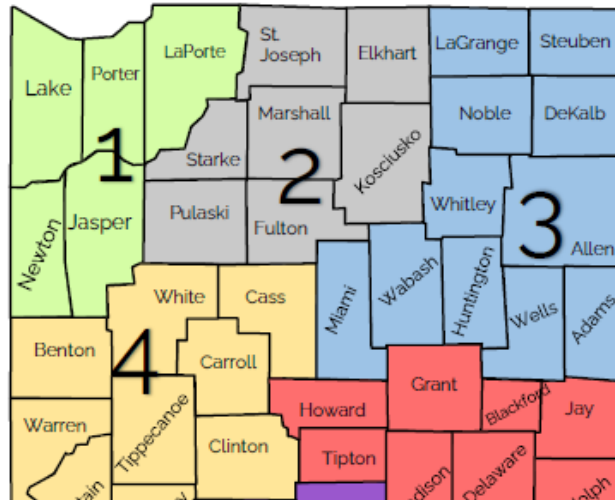 St.
Joseph
Elkhart
LaGrange
Steuben
LaPorte
Porter
Lake
Noble
DeKalb
Marshall
1
Starke
2
Kosciusko
Whitley
3
Allen
Pulaski
Fulton
Jasper
Newton
White
Cass
Miami
Wabash
Huntington
Wells
Adams
Benton
4
Carroll
Grant
Blackford
Jay
Howard
Warren
Tippecanoe
Clinton
Tipton
Delaware